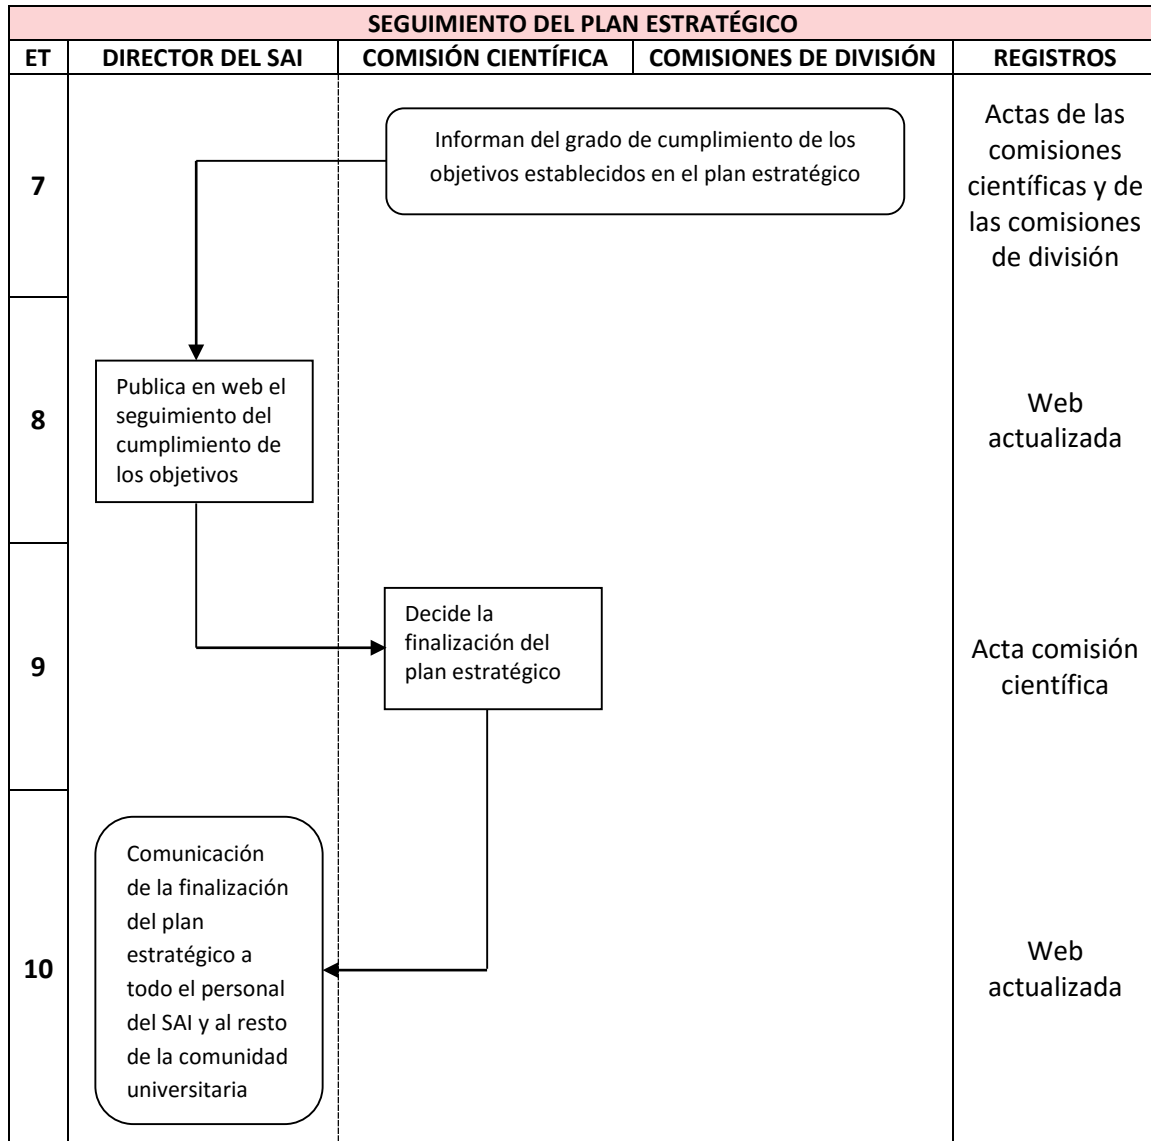 SEGUIMIENTO DEL PLAN ESTRATÉGICO
ET DIRECTOR DEL SAI COMISIÓN CIENTÍFICA COMISIONES DE DIVISIÓN REGISTROS
7
Informan del grado de cumplimiento de los
objetivos establecidos en el plan estratégico
Actas de las
comisiones
científicas y de
las comisiones
de división
8
Publica en web el
seguimiento del
cumplimiento de
los objetivos
Web
actualizada
9
Decide la
finalización del
plan estratégico
Acta comisión
científica
10
Comunicación
de la finalización
del plan
estratégico a
todo el personal
del SAI y al resto
de la comunidad
universitaria
Web
actualizada